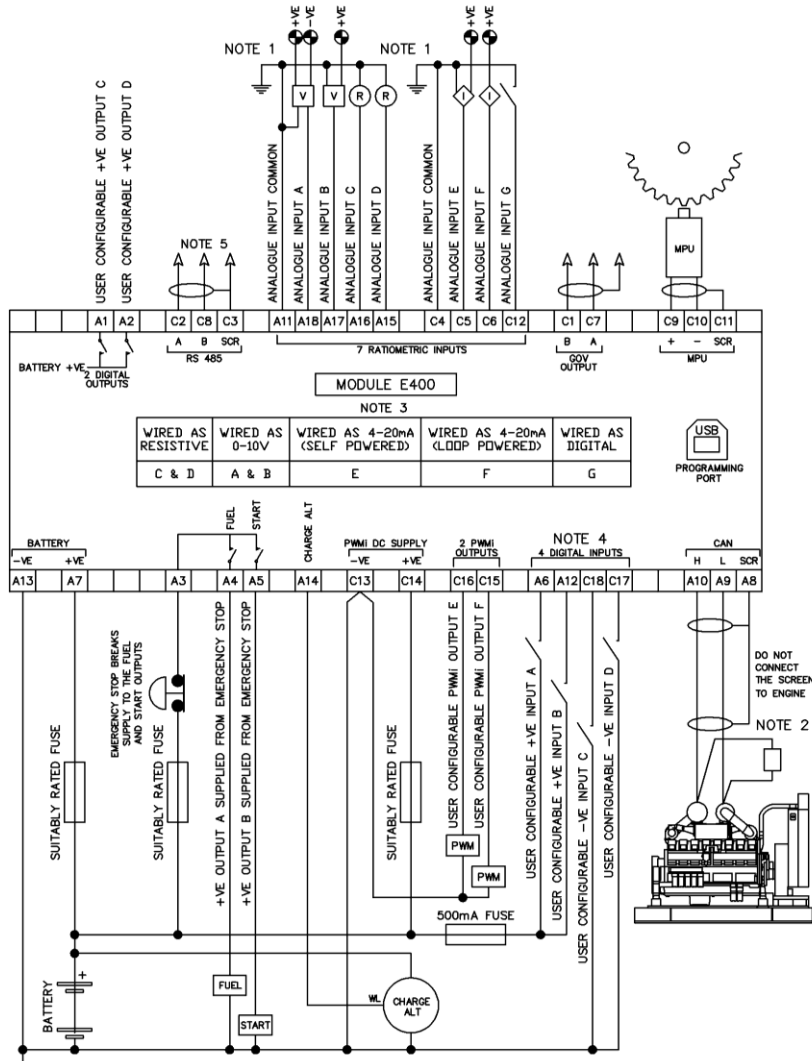 +VE
-VE
+VE
+VE
+VE
NOTE 1
NOTE 1
V
V
R
R
I
I
USER CONFIGURABLE +VE OUTPUT C
USER CONFIGURABLE +VE OUTPUT D
NOTE 5
ANALOGUE INPUT COMMON
ANALOGUE INPUT A
ANALOGUE INPUT B
ANALOGUE INPUT C
ANALOGUE INPUT D
ANALOGUE INPUT COMMON
ANALOGUE INPUT E
ANALOGUE INPUT F
ANALOGUE INPUT G
MPU
A1 A2 C2 C8 C3 A11 A18 A17 A16 A15 C4 C5 C6 C12 C1 C7 C9 C10 C11
A B SCR
B A
+ - SCR
BATTERY +VE
2 DIGITAL
OUTPUTS
RS 485
7 RATIOMETRIC INPUTS
GOV
OUTPUT
MPU
MODULE E400
NOTE 3
WIRED AS RESISTIVE
WIRED AS 0-10V
WIRED AS 4-20mA (SELF POWERED)
WIRED AS 4-20mA (LOOP POWERED)
WIRED AS DIGITAL
C & D A & B E F G
USB
PROGRAMMING
PORT
BATTERY
-VE +VE
FUEL
START
CHARGE ALT
PWMi DC SUPPLY
-VE +VE
2 PWMi
OUTPUTS
NOTE 4
4 DIGITAL INPUTS
CAN
H L SCR
A13 A7 A3 A4 A5 A14 C13 C14 C16 C15 A6 A12 C18 C17 A10 A9 A8
SUITABLY RATED FUSE
EMERGENCY STOP BREAKS
SUPPLY TO THE FUEL
AND START OUTPUTS
SUITABLY RATED FUSE
+VE OUTPUT A SUPPLIED FROM EMERGENCY STOP
+VE OUTPUT B SUPPLIED FROM EMERGENCY STOP
SUITABLY RATED FUSE
USER CONFIGURABLE PWMi OUTPUT E
USER CONFIGURABLE PWMi OUTPUT F
PWM
PWM
USER CONFIGURABLE +VE INPUT A
USER CONFIGURABLE +VE INPUT B
USER CONFIGURABLE -VE INPUT C
USER CONFIGURABLE -VE INPUT D
DO NOT
CONNECT
THE SCREEN
TO ENGINE
NOTE 2
500mA FUSE
BATTERY
+
FUEL
START
WL
CHARGE
ALT